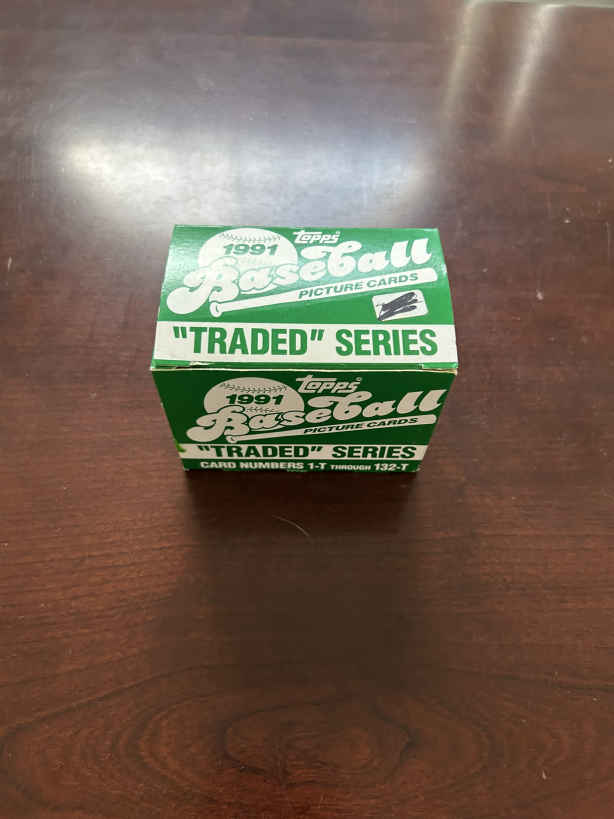 topps
1991
Baseball
PICTURE CARDS
"TRADED" SERIES
topps
1991
Baseball
PICTURE CARDS
"TRADED" SERIES
CARD NUMBERS 1-T THROUGH 132-T